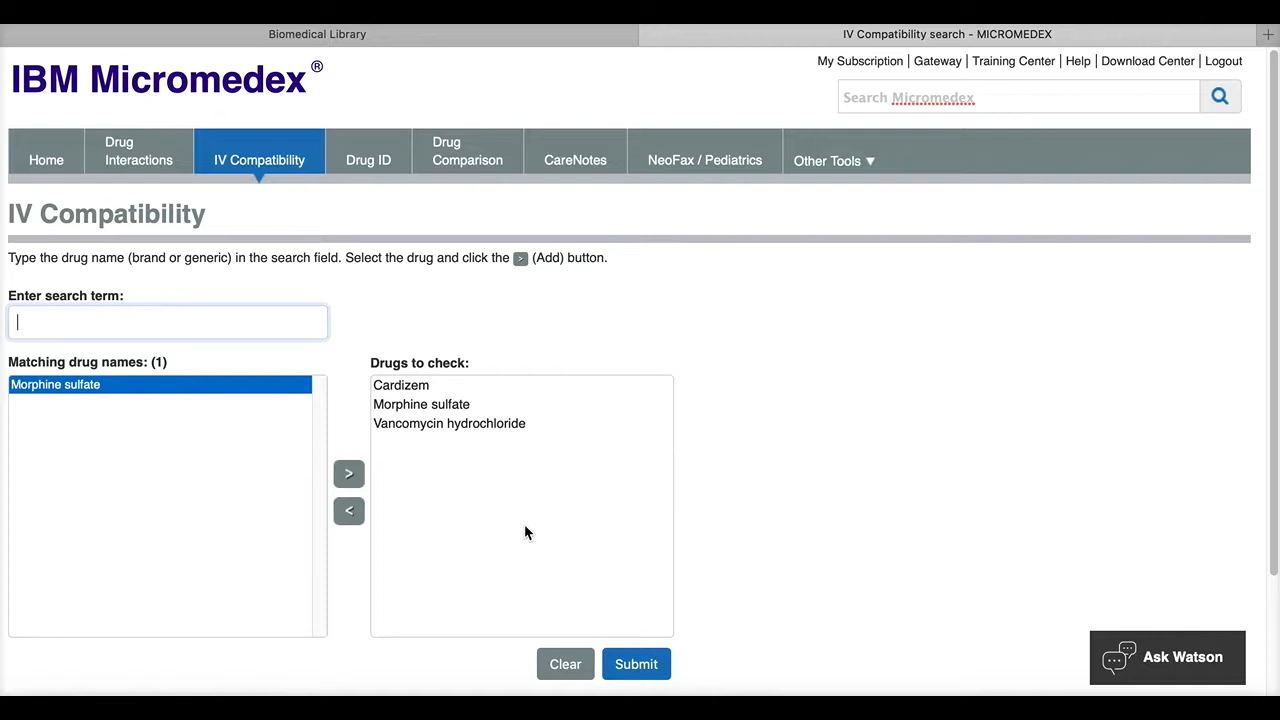 Biomedical Library
IV Compatibility search - MICROMEDEX
+
IBM Micromedex®
My Subscription | Gateway | Training Center | Help | Download Center | Logout
Search Micromedex
Home
Drug Interactions
IV Compatibility
Drug ID
Drug Comparison
CareNotes
NeoFax / Pediatrics
Other Tools ▼
IV Compatibility
Type the drug name (brand or generic) in the search field. Select the drug and click the > (Add) button.
Enter search term:
Matching drug names: (1)
Morphine sulfate
Drugs to check:
Cardizem
Morphine sulfate
Vancomycin hydrochloride
>
<
Clear
Submit
Ask Watson